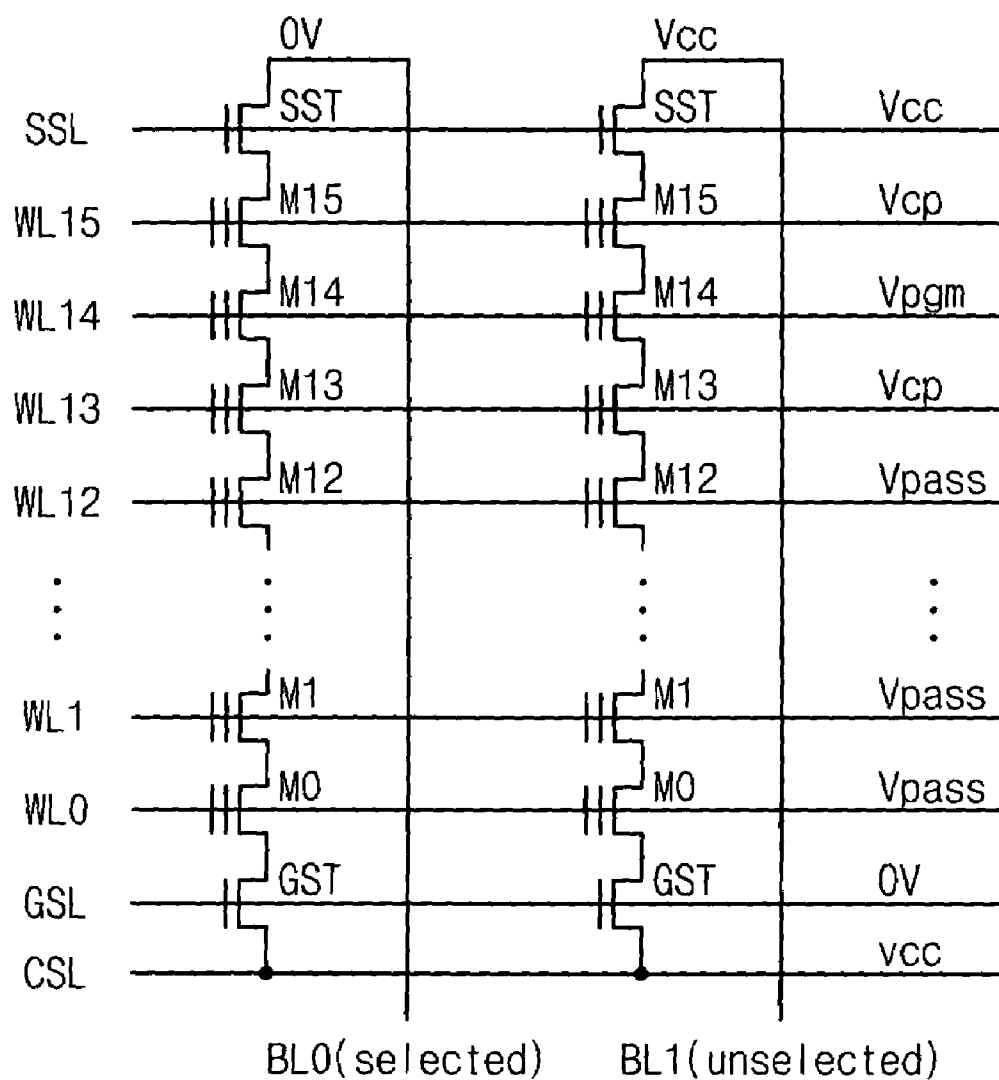 0V Vcc
SSL SST SST Vcc
WL15 M15 M15 Vcp
WL14 M14 M14 Vpgm
WL13 M13 M13 Vcp
WL12 M12 M12 Vpass
WL1 M1 M1 Vpass
WL0 M0 M0 Vpass
GSL GST GST 0V
CSL vcc
BL0(selected) BL1(unselected)